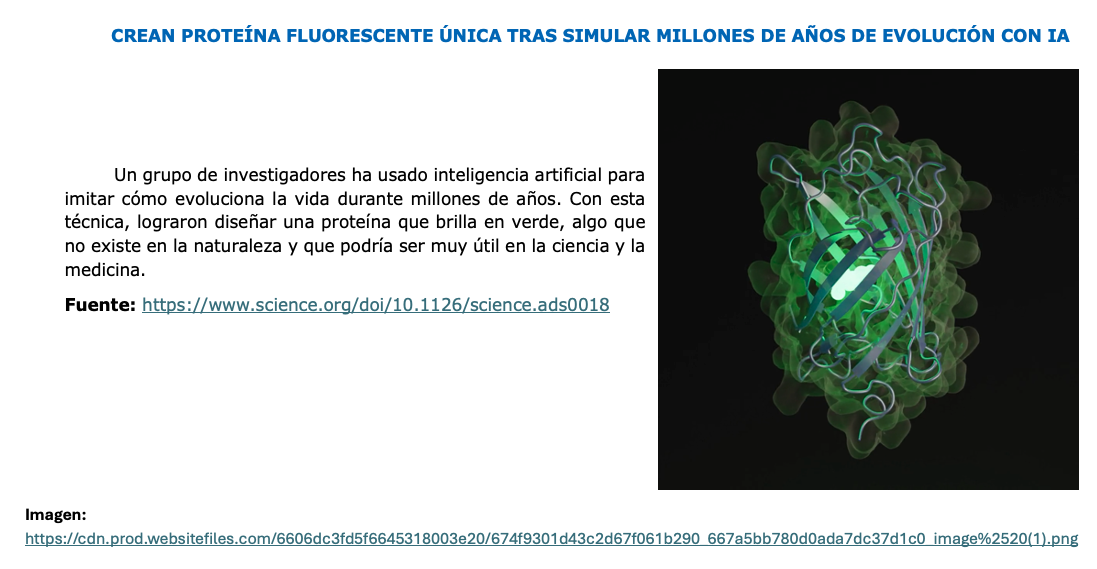 CREAN PROTEÍNA FLUORESCENTE ÚNICA TRAS SIMULAR MILLONES DE AÑOS DE EVOLUCIÓN CON IA
Un grupo de investigadores ha usado inteligencia artificial para
imitar cómo evoluciona la vida durante millones de años. Con esta
técnica, lograron diseñar una proteína que brilla en verde, algo que
no existe en la naturaleza y que podría ser muy útil en la ciencia y la
medicina.
Fuente: https://www.science.org/doi/10.1126/science.ads0018
Imagen:
https://cdn.prod.websitefiles.com/6606dc3fd5f6645318003e20/674f9301d43c2d67f061b290_667a5bb780d0ada7dc37d1c0_image%2520(1).png